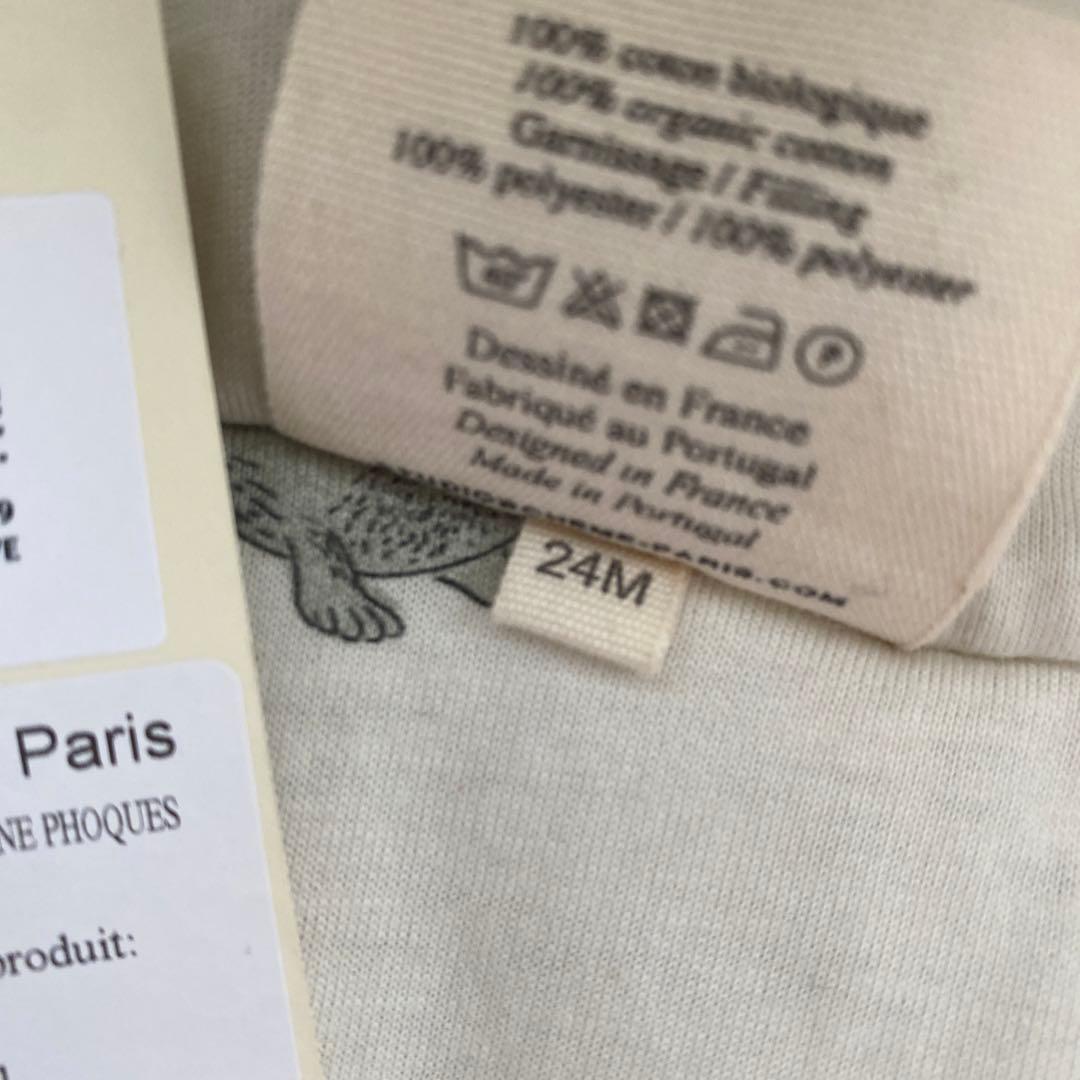 100% coton biologique
100% organic cotton
Garnissage / Filling
100% polyester / 100% polyester
P
Dessiné en France
Fabriqué au Portugal
Designed in France
Made in Portugal
24M
9
Paris
NE PHOQUES
produit: